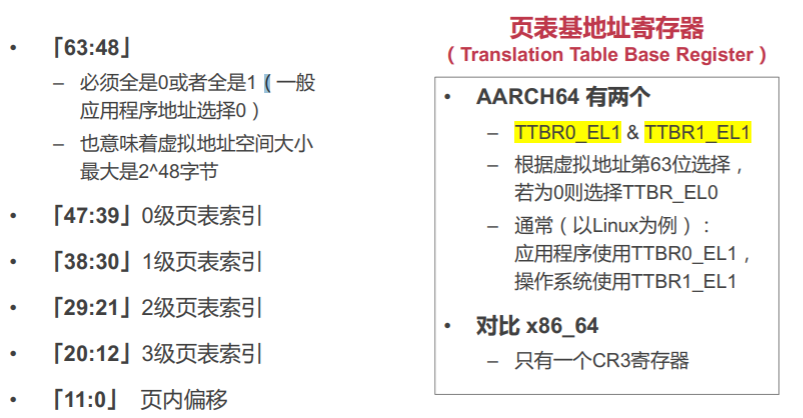 • 「63:48」
– 必须全是0或者全是1（一般
应用程序地址选择0）
– 也意味着虚拟地址空间大小
最大是2^48字节
• 「47:39」0级页表索引
• 「38:30」1级页表索引
• 「29:21」2级页表索引
• 「20:12」3级页表索引
• 「11:0」 页内偏移
页表基地址寄存器
（Translation Table Base Register）
• AARCH64 有两个
– TTBR0_EL1 & TTBR1_EL1
– 根据虚拟地址第63位选择，
若为0则选择TTBR_EL0
– 通常（以Linux为例）：
应用程序使用TTBR0_EL1，
操作系统使用TTBR1_EL1
• 对比 x86_64
– 只有一个CR3寄存器